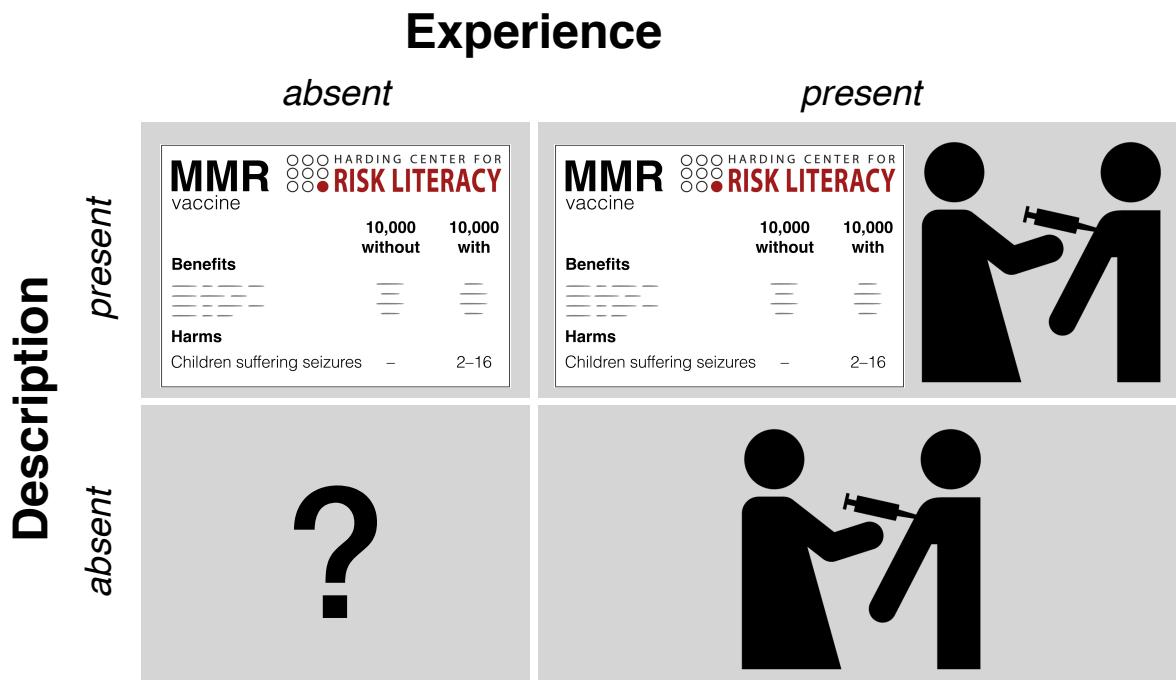 Experience
absent
present
Description
present
absent
MMR
vaccine
HARDING CENTER FOR
RISK LITERACY
10,000 10,000
without with
Benefits
Harms
Children suffering seizures – 2–16
MMR
vaccine
HARDING CENTER FOR
RISK LITERACY
10,000 10,000
without with
Benefits
Harms
Children suffering seizures – 2–16
?